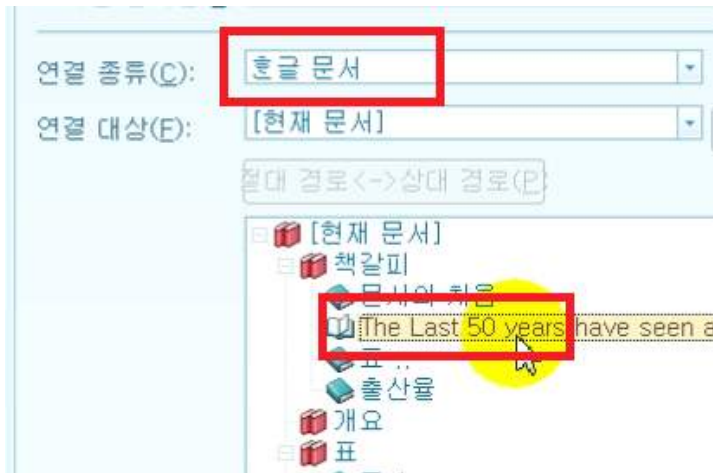 연결 종류(C):
한글 문서
연결 대상(E):
[현재 문서]
절대 경로<->상대 경로(P)
[현재 문서]
책갈피
문서의 처음
The Last 50 years have seen a
표
출산율
개요
표